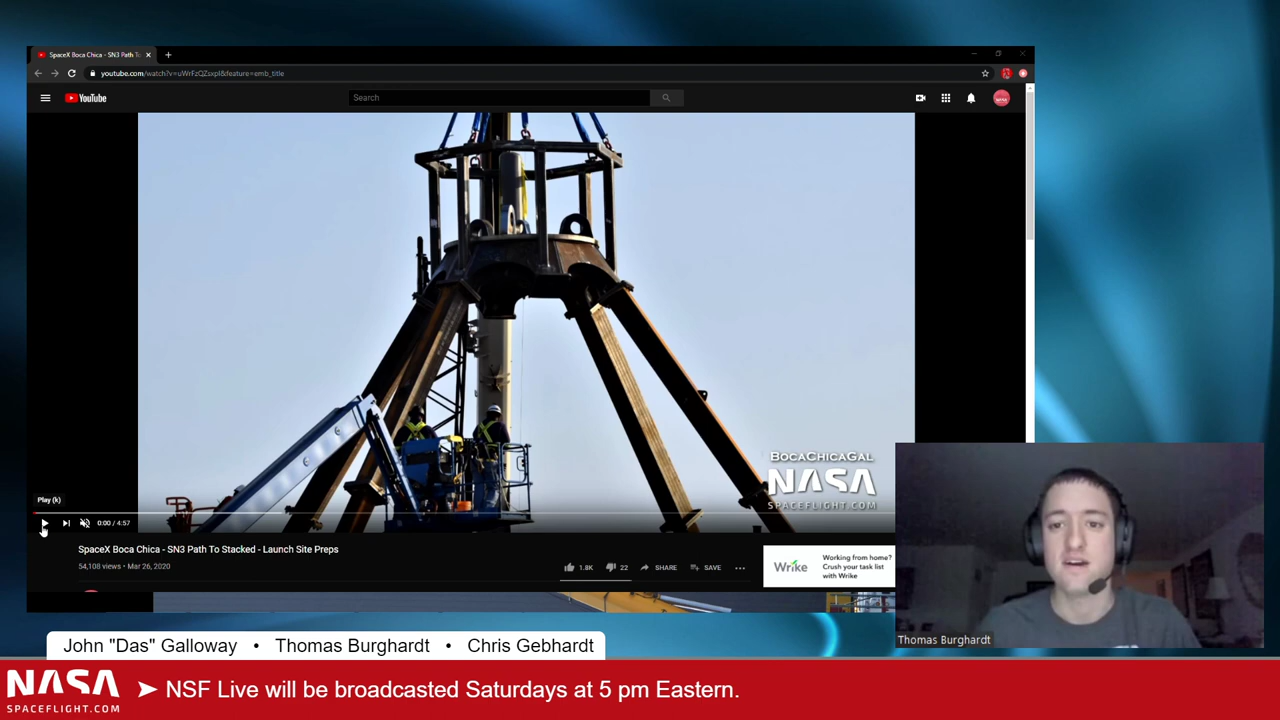 SpaceX Boca Chica - SN3 Path To
youtube.com/watch?v=uWrFzQZsxpI&feature=emb_title
YouTube
Search
NASA
BOCACHICAGAL
NASA
SPACEFLIGHT.COM
Play (k)
0:00 / 4:57
SpaceX Boca Chica - SN3 Path To Stacked - Launch Site Preps
54,108 views • Mar 26, 2020
1.8K 22 SHARE SAVE
Wrike
Working from home?
Crush your task list
with Wrike
Thomas Burghardt
John "Das" Galloway • Thomas Burghardt • Chris Gebhardt
NASA
SPACEFLIGHT.COM
➤ NSF Live will be broadcasted Saturdays at 5 pm Eastern.